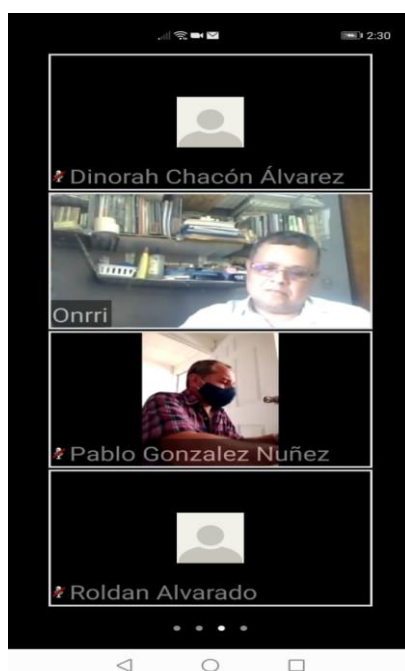 2:30
Dinorah Chacón Álvarez
Onrri
Pablo Gonzalez Nuñez
Roldan Alvarado